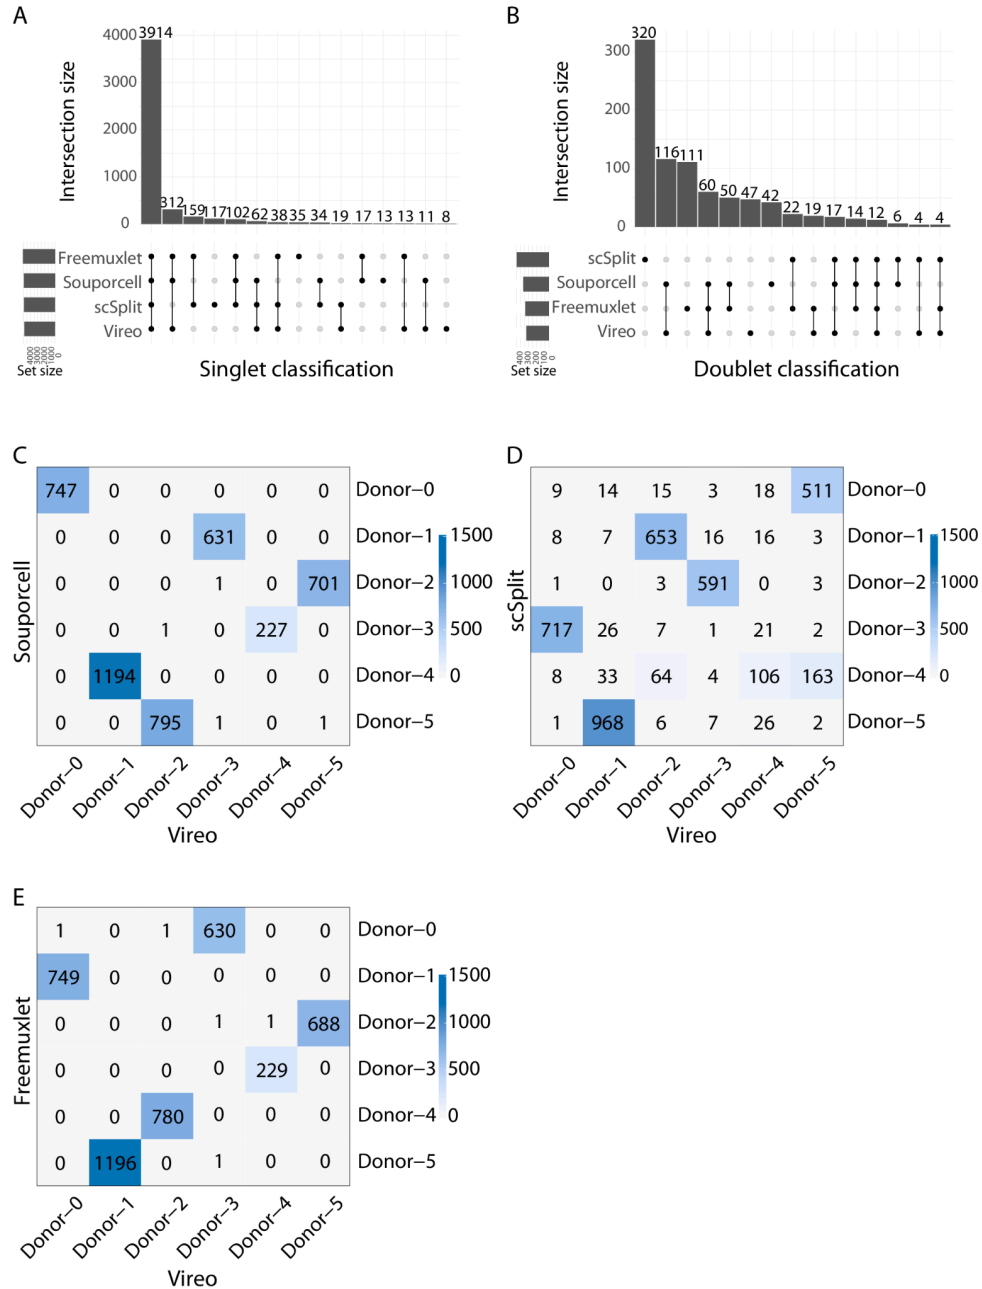 A
Intersection size
4000
3000
2000
1000
0
3914
312 159 117 102 62 38 35 34 19 17 13 13 11 8
Freemuxlet
Souporcell
scSplit
Vireo
4000 3000 2000 1000 0
Set size
Singlet classification
B
Intersection size
300
200
100
0
320
116 111 60 50 47 42 22 19 17 14 12 6 4 4
scSplit
Souporcell
Freemuxlet
Vireo
400 300 200 100 0
Set size
Doublet classification
C
Souporcell
747 0 0 0 0 0 Donor–0
0 0 0 631 0 0 Donor–1
0 0 0 1 0 701 Donor–2
0 0 1 0 227 0 Donor–3
0 1194 0 0 0 0 Donor–4
0 0 795 1 0 1 Donor–5
1500
1000
500
0
Donor–0 Donor–1 Donor–2 Donor–3 Donor–4 Donor–5
Vireo
D
scSplit
9 14 15 3 18 511 Donor–0
8 7 653 16 16 3 Donor–1
1 0 3 591 0 3 Donor–2
717 26 7 1 21 2 Donor–3
8 33 64 4 106 163 Donor–4
1 968 6 7 26 2 Donor–5
1500
1000
500
0
Donor–0 Donor–1 Donor–2 Donor–3 Donor–4 Donor–5
Vireo
E
Freemuxlet
1 0 1 630 0 0 Donor–0
749 0 0 0 0 0 Donor–1
0 0 0 1 1 688 Donor–2
0 0 0 0 229 0 Donor–3
0 0 780 0 0 0 Donor–4
0 1196 0 1 0 0 Donor–5
1500
1000
500
0
Donor–0 Donor–1 Donor–2 Donor–3 Donor–4 Donor–5
Vireo